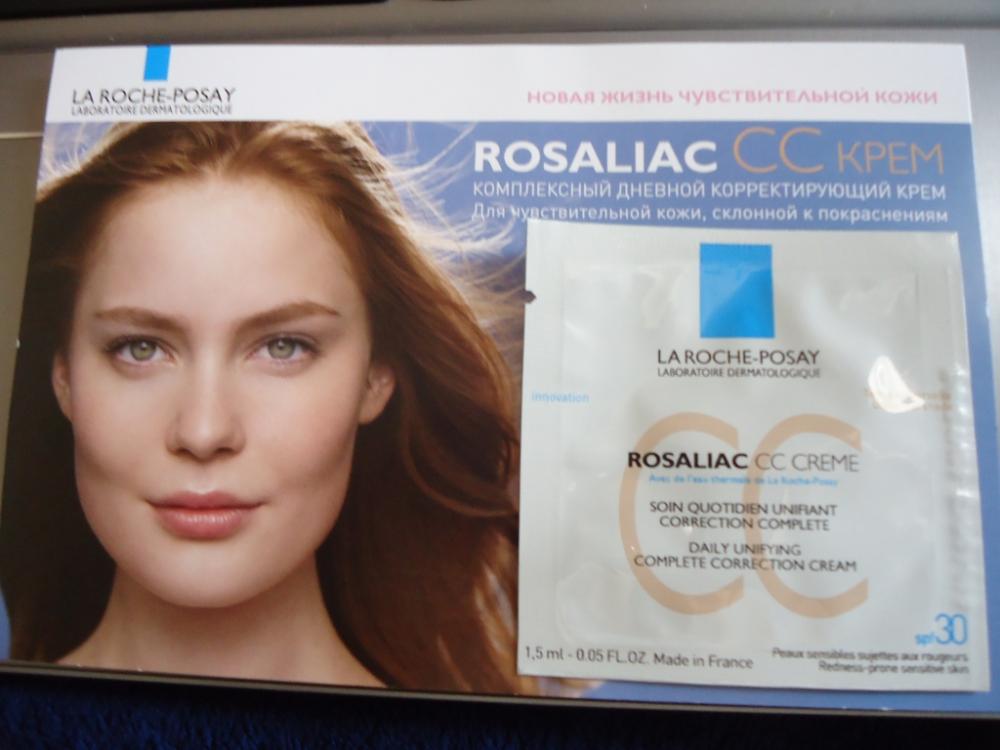 LA ROCHE-POSAY
LABORATOIRE DERMATOLOGIQUE
НОВАЯ ЖИЗНЬ ЧУВСТВИТЕЛЬНОЙ КОЖИ
ROSALIAC CC КРЕМ
КОМПЛЕКСНЫЙ ДНЕВНОЙ КОРРЕКТИРУЮЩИЙ КРЕМ
Для чувствительной кожи, склонной к покраснениям
LA ROCHE-POSAY
LABORATOIRE DERMATOLOGIQUE
innovation
CC
ROSALIAC CC CREME
Avec de l'eau thermale de La Roche-Posay
SOIN QUOTIDIEN UNIFIANT
CORRECTION COMPLETE
DAILY UNIFYING
COMPLETE CORRECTION CREAM
spf30
1,5 ml - 0.05 FL.OZ. Made in France
Peaux sensibles sujettes aux rougeurs
Redness-prone sensitive skin